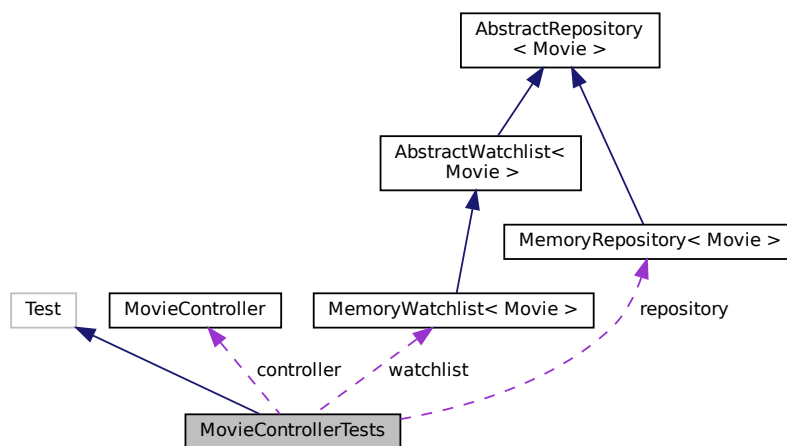 AbstractRepository
< Movie >
AbstractWatchlist<
Movie >
MemoryRepository< Movie >
Test
MovieController
MemoryWatchlist< Movie >
repository
controller
watchlist
MovieControllerTests